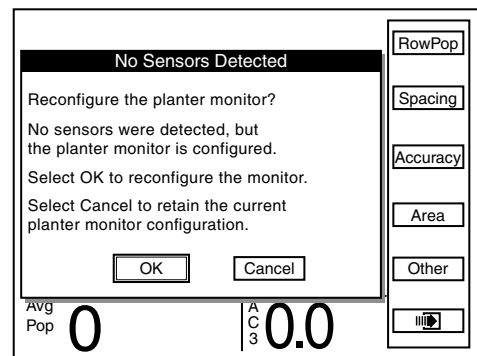 No Sensors Detected
Reconfigure the planter monitor?
No sensors were detected, but
the planter monitor is configured.
Select OK to reconfigure the monitor.
Select Cancel to retain the current
planter monitor configuration.
OK
Cancel
RowPop
Spacing
Accuracy
Area
Other
Avg
Pop
0
A
C
3
0.0